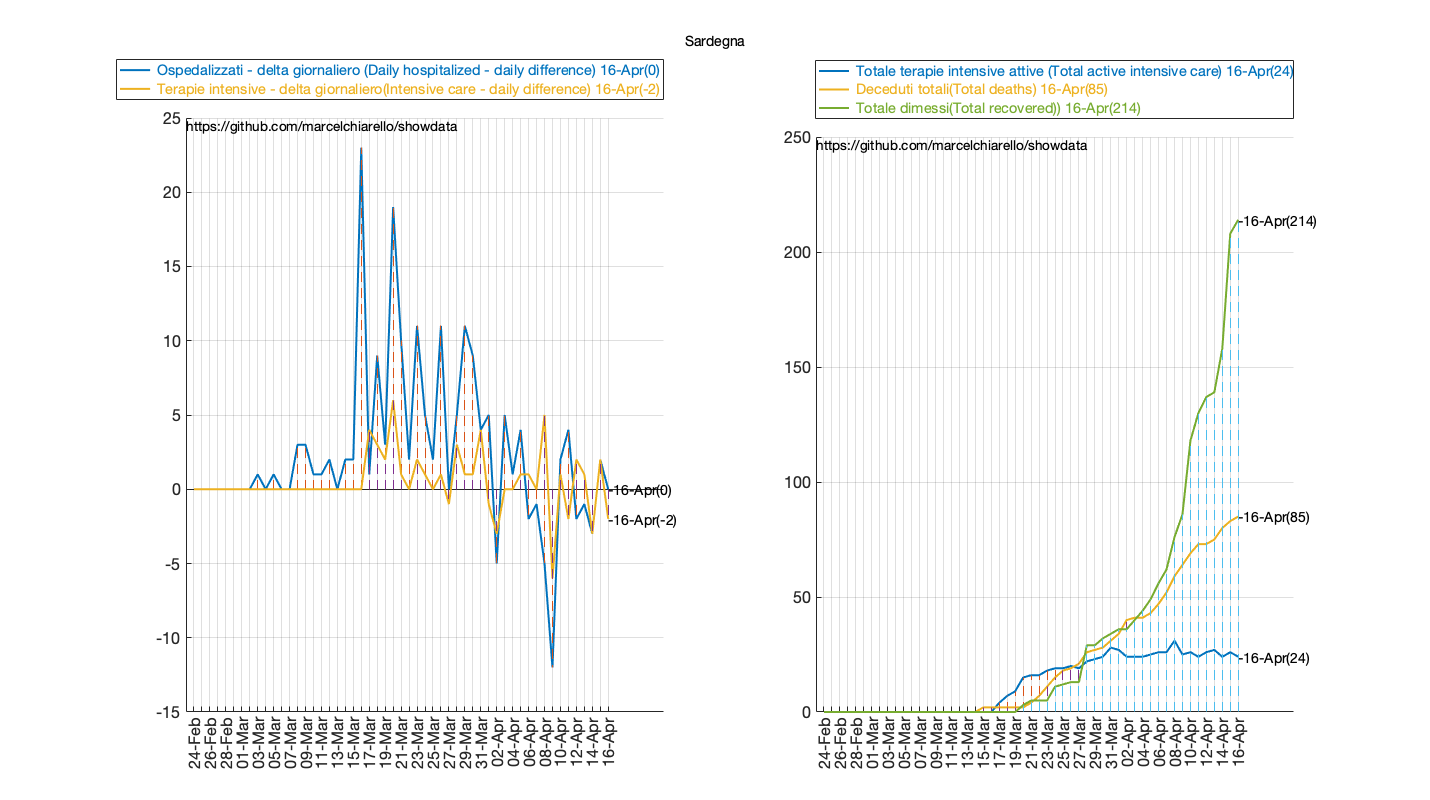 Sardegna
Ospedalizzati - delta giornaliero (Daily hospitalized - daily difference) 16-Apr(0)
Terapie intensive - delta giornaliero(Intensive care - daily difference) 16-Apr(-2)
https://github.com/marcelchiarello/showdata
25
20
15
10
5
0
-5
-10
-15
-16-Apr(0)
-16-Apr(-2)
24-Feb
26-Feb
28-Feb
01-Mar
03-Mar
05-Mar
07-Mar
09-Mar
11-Mar
13-Mar
15-Mar
17-Mar
19-Mar
21-Mar
23-Mar
25-Mar
27-Mar
29-Mar
31-Mar
02-Apr
04-Apr
06-Apr
08-Apr
10-Apr
12-Apr
14-Apr
16-Apr
Totale terapie intensive attive (Total active intensive care) 16-Apr(24)
Deceduti totali(Total deaths) 16-Apr(85)
Totale dimessi(Total recovered)) 16-Apr(214)
https://github.com/marcelchiarello/showdata
250
200
150
100
50
0
-16-Apr(214)
-16-Apr(85)
-16-Apr(24)
24-Feb
26-Feb
28-Feb
01-Mar
03-Mar
05-Mar
07-Mar
09-Mar
11-Mar
13-Mar
15-Mar
17-Mar
19-Mar
21-Mar
23-Mar
25-Mar
27-Mar
29-Mar
31-Mar
02-Apr
04-Apr
06-Apr
08-Apr
10-Apr
12-Apr
14-Apr
16-Apr